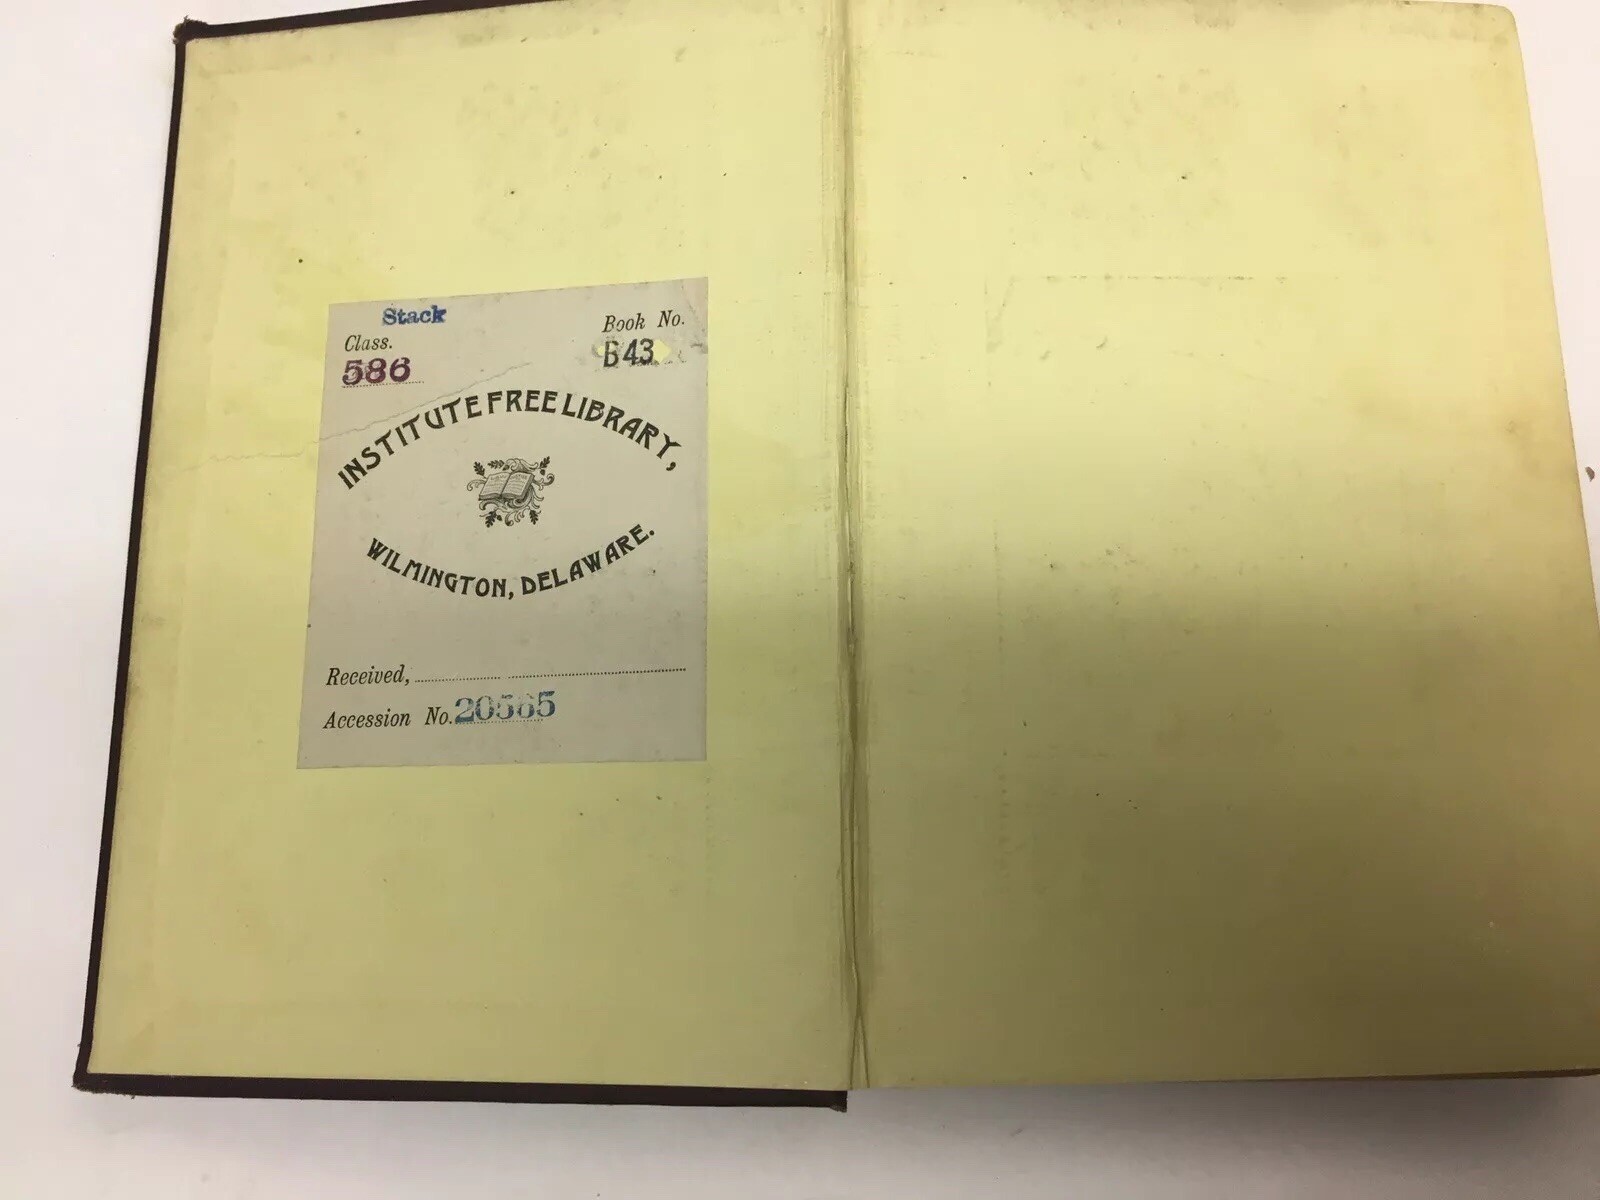 Stack
Class.
586
Book No.
B43
INSTITUTE FREE LIBRARY,
WILMINGTON, DELAWARE.
Received,
Accession No. 20565